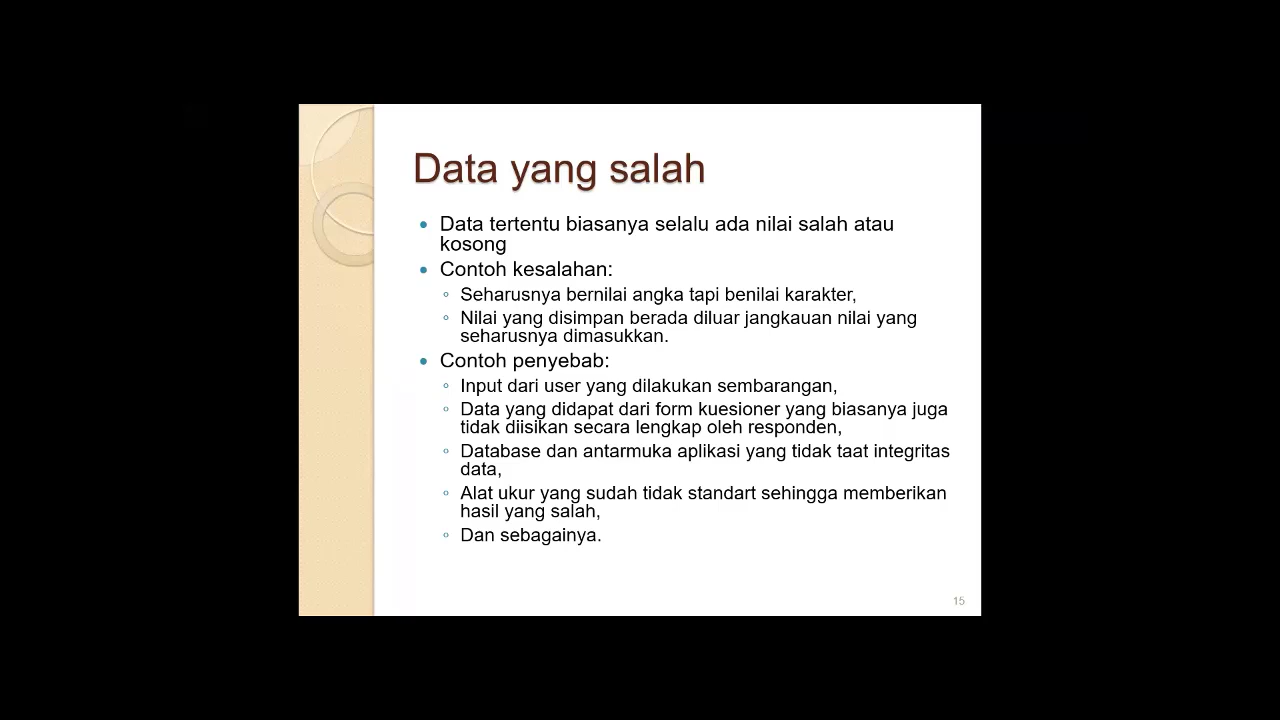 Data yang salah
Data tertentu biasanya selalu ada nilai salah atau
kosong
Contoh kesalahan:
Seharusnya bernilai angka tapi benilai karakter,
Nilai yang disimpan berada diluar jangkauan nilai yang
seharusnya dimasukkan.
Contoh penyebab:
Input dari user yang dilakukan sembarangan,
Data yang didapat dari form kuesioner yang biasanya juga
tidak diisikan secara lengkap oleh responden,
Database dan antarmuka aplikasi yang tidak taat integritas
data,
Alat ukur yang sudah tidak standart sehingga memberikan
hasil yang salah,
Dan sebagainya.
15